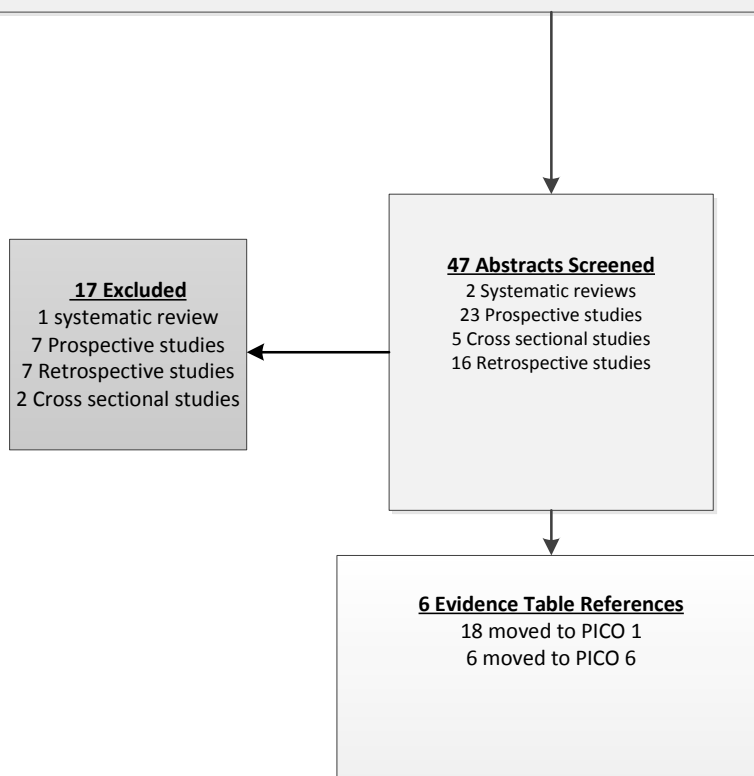 47 Abstracts Screened
2 Systematic reviews
23 Prospective studies
5 Cross sectional studies
16 Retrospective studies
17 Excluded
1 systematic review
7 Prospective studies
7 Retrospective studies
2 Cross sectional studies
6 Evidence Table References
18 moved to PICO 1
6 moved to PICO 6